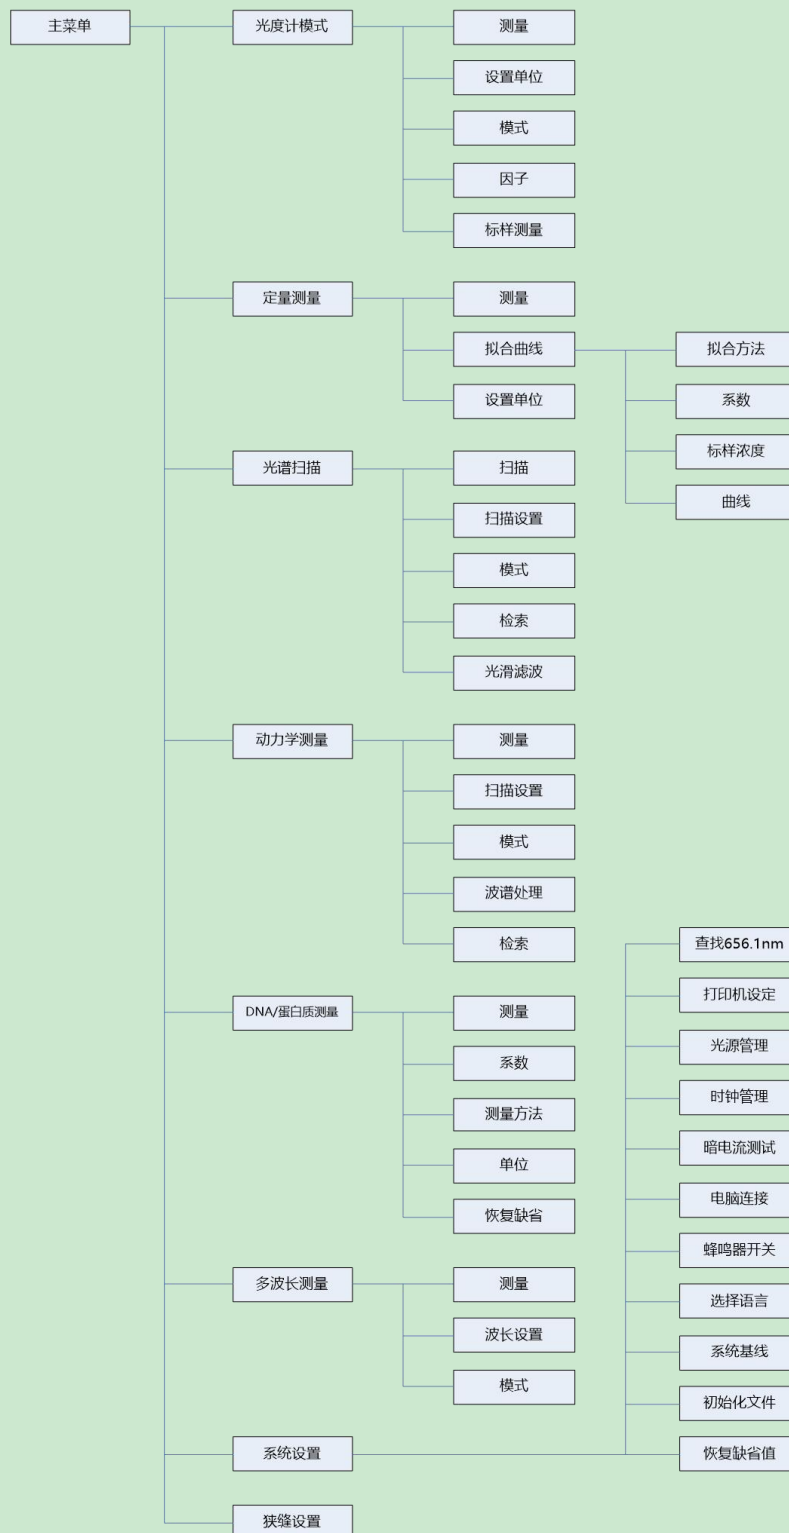 主菜单
光度计模式
测量
设置单位
模式
因子
标样测量
定量测量
测量
拟合曲线
拟合方法
系数
标样浓度
曲线
设置单位
光谱扫描
扫描
扫描设置
模式
检索
光滑滤波
动力学测量
测量
扫描设置
模式
波谱处理
检索
DNA/蛋白质测量
测量
系数
测量方法
单位
恢复缺省
多波长测量
测量
波长设置
模式
系统设置
查找656.1nm
打印机设定
光源管理
时钟管理
暗电流测试
电脑连接
蜂鸣器开关
选择语言
系统基线
初始化文件
恢复缺省值
狭缝设置